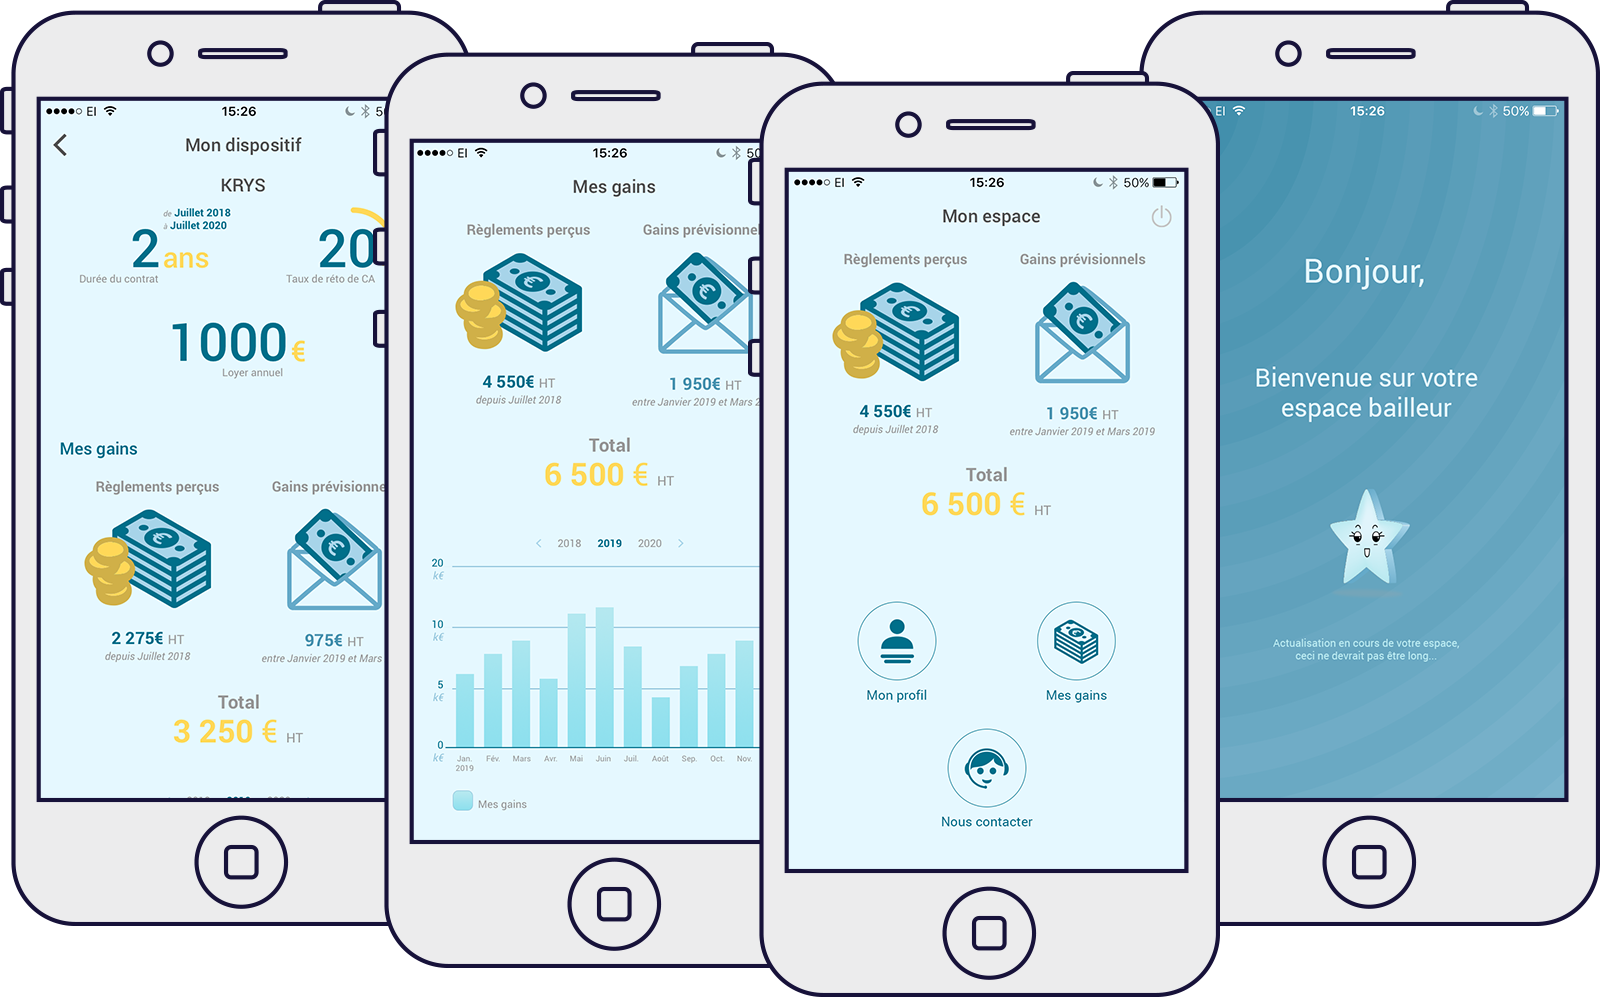 EI 15:26
Mon dispositif
KRYS
de Juillet 2018
à Juillet 2020
2 ans
Durée du contrat
20
Taux de réto de CA
1000 €
Loyer annuel
Mes gains
Règlements perçus
Gains prévisionne
2 275€ HT
depuis Juillet 2018
975€ HT
entre Janvier 2019 et Mars
Total
3 250 € HT
EI 15:26
Mes gains
Règlements perçus
Gains prévisionnel
4 550€ HT
depuis Juillet 2018
1 950€ HT
entre Janvier 2019 et Mars 2
Total
6 500 € HT
< 2018 2019 2020 >
20
k€
10
k€
5
k€
0
k€
Jan. Fév. Mars Avr. Mai Juin Juil. Août Sep. Oct. Nov.
2019
Mes gains
EI 15:26 50%
Mon espace
Règlements perçus
Gains prévisionnels
4 550€ HT
depuis Juillet 2018
1 950€ HT
entre Janvier 2019 et Mars 2019
Total
6 500 € HT
Mon profil
Mes gains
Nous contacter
EI 15:26 50%
Bonjour,
Bienvenue sur votre
espace bailleur
Actualisation en cours de votre espace,
ceci ne devrait pas être long...